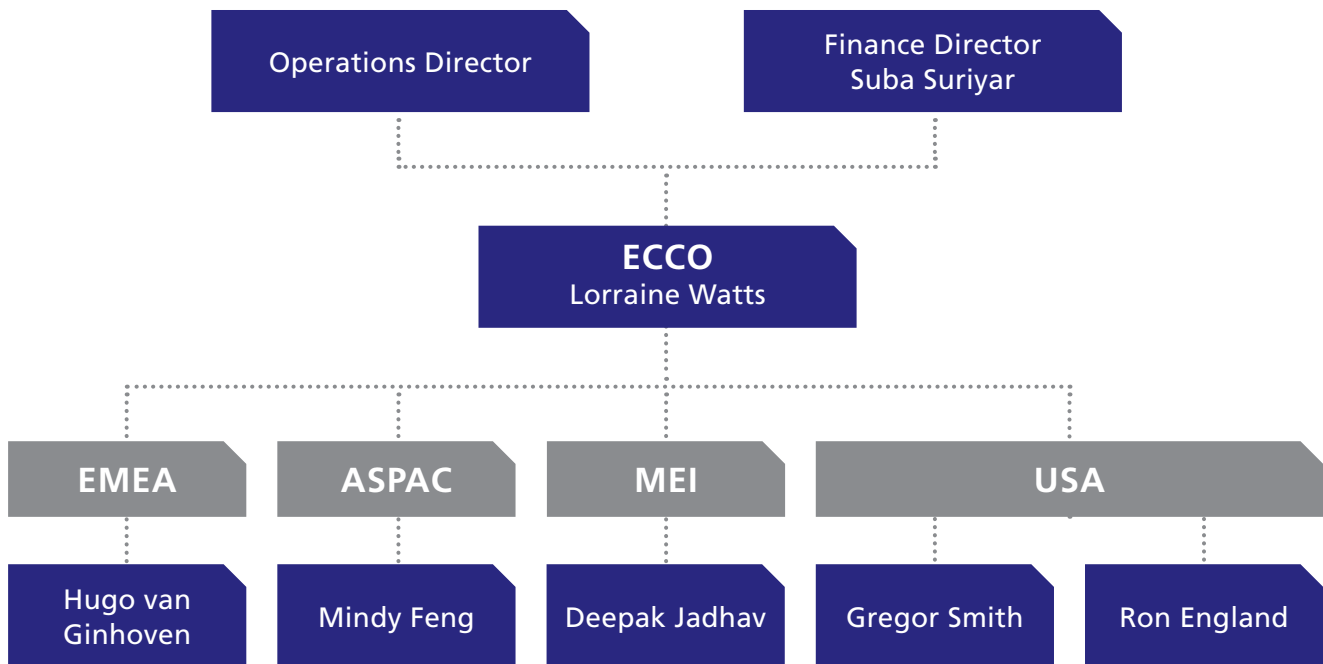 Operations Director
Finance Director
Suba Suriyar
ECCO
Lorraine Watts
EMEA
ASPAC
MEI
USA
Hugo van
Ginhoven
Mindy Feng
Deepak Jadhav
Gregor Smith
Ron England